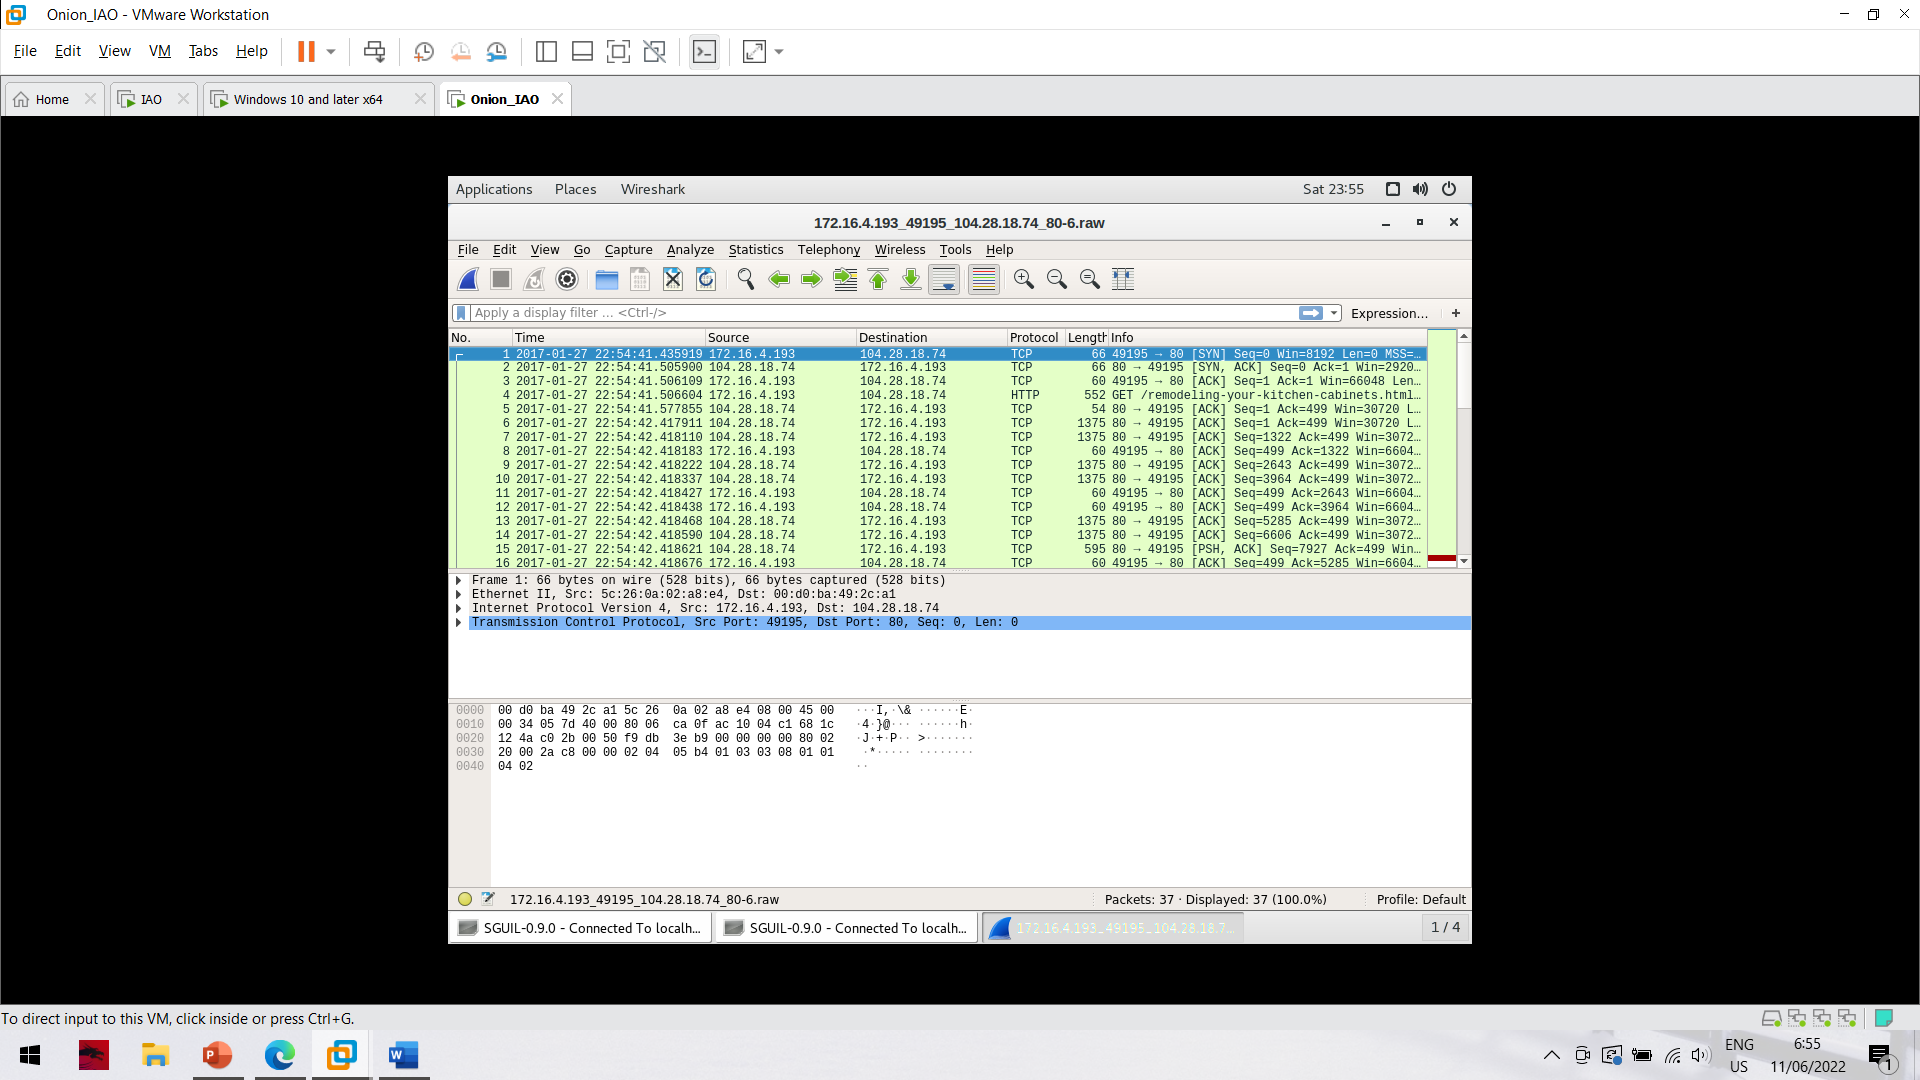 Onion_IAO - VMware Workstation
File Edit View VM Tabs Help
Home IAO Windows 10 and later x64 Onion_IAO
Applications Places Wireshark Sat 23:55
172.16.4.193_49195_104.28.18.74_80-6.raw
File Edit View Go Capture Analyze Statistics Telephony Wireless Tools Help
Apply a display filter ... <Ctrl-/> Expression... +
No. Time Source Destination Protocol Length Info
1 2017-01-27 22:54:41.435919 172.16.4.193 104.28.18.74 TCP 66 49195 → 80 [SYN] Seq=0 Win=8192 Len=0 MSS=…
2 2017-01-27 22:54:41.505900 104.28.18.74 172.16.4.193 TCP 66 80 → 49195 [SYN, ACK] Seq=0 Ack=1 Win=2920…
3 2017-01-27 22:54:41.506109 172.16.4.193 104.28.18.74 TCP 60 49195 → 80 [ACK] Seq=1 Ack=1 Win=66048 Len…
4 2017-01-27 22:54:41.506604 172.16.4.193 104.28.18.74 HTTP 552 GET /remodeling-your-kitchen-cabinets.html…
5 2017-01-27 22:54:41.577855 104.28.18.74 172.16.4.193 TCP 54 80 → 49195 [ACK] Seq=1 Ack=499 Win=30720 L…
6 2017-01-27 22:54:42.417911 104.28.18.74 172.16.4.193 TCP 1375 80 → 49195 [ACK] Seq=1 Ack=499 Win=30720 L…
7 2017-01-27 22:54:42.418110 104.28.18.74 172.16.4.193 TCP 1375 80 → 49195 [ACK] Seq=1322 Ack=499 Win=3072…
8 2017-01-27 22:54:42.418183 172.16.4.193 104.28.18.74 TCP 60 49195 → 80 [ACK] Seq=499 Ack=1322 Win=6604…
9 2017-01-27 22:54:42.418222 104.28.18.74 172.16.4.193 TCP 1375 80 → 49195 [ACK] Seq=2643 Ack=499 Win=3072…
10 2017-01-27 22:54:42.418337 104.28.18.74 172.16.4.193 TCP 1375 80 → 49195 [ACK] Seq=3964 Ack=499 Win=3072…
11 2017-01-27 22:54:42.418427 172.16.4.193 104.28.18.74 TCP 60 49195 → 80 [ACK] Seq=499 Ack=2643 Win=6604…
12 2017-01-27 22:54:42.418438 172.16.4.193 104.28.18.74 TCP 60 49195 → 80 [ACK] Seq=499 Ack=3964 Win=6604…
13 2017-01-27 22:54:42.418468 104.28.18.74 172.16.4.193 TCP 1375 80 → 49195 [ACK] Seq=5285 Ack=499 Win=3072…
14 2017-01-27 22:54:42.418590 104.28.18.74 172.16.4.193 TCP 1375 80 → 49195 [ACK] Seq=6606 Ack=499 Win=3072…
15 2017-01-27 22:54:42.418621 104.28.18.74 172.16.4.193 TCP 595 80 → 49195 [PSH, ACK] Seq=7927 Ack=499 Win…
16 2017-01-27 22:54:42.418676 172.16.4.193 104.28.18.74 TCP 60 49195 → 80 [ACK] Seq=499 Ack=5285 Win=6604…
Frame 1: 66 bytes on wire (528 bits), 66 bytes captured (528 bits)
Ethernet II, Src: 5c:26:0a:02:a8:e4, Dst: 00:d0:ba:49:2c:a1
Internet Protocol Version 4, Src: 172.16.4.193, Dst: 104.28.18.74
Transmission Control Protocol, Src Port: 49195, Dst Port: 80, Seq: 0, Len: 0
0000 00 d0 ba 49 2c a1 5c 26 0a 02 a8 e4 08 00 45 00 ···I,·\& ······E·
0010 00 34 05 7d 40 00 80 06 ca 0f ac 10 04 c1 68 1c ·4·}@··· ······h·
0020 12 4a c0 2b 00 50 f9 db 3e b9 00 00 00 00 80 02 ·J·+·P·· >·······
0030 20 00 2a c8 00 00 02 04 05 b4 01 03 03 08 01 01 ·*····· ········
0040 04 02 ··
172.16.4.193_49195_104.28.18.74_80-6.raw Packets: 37 · Displayed: 37 (100.0%) Profile: Default
SGUIL-0.9.0 - Connected To localh... SGUIL-0.9.0 - Connected To localh... 172.16.4.193_49195_104.28.18.7... 1 / 4
To direct input to this VM, click inside or press Ctrl+G.
ENG 6:55
US 11/06/2022 1